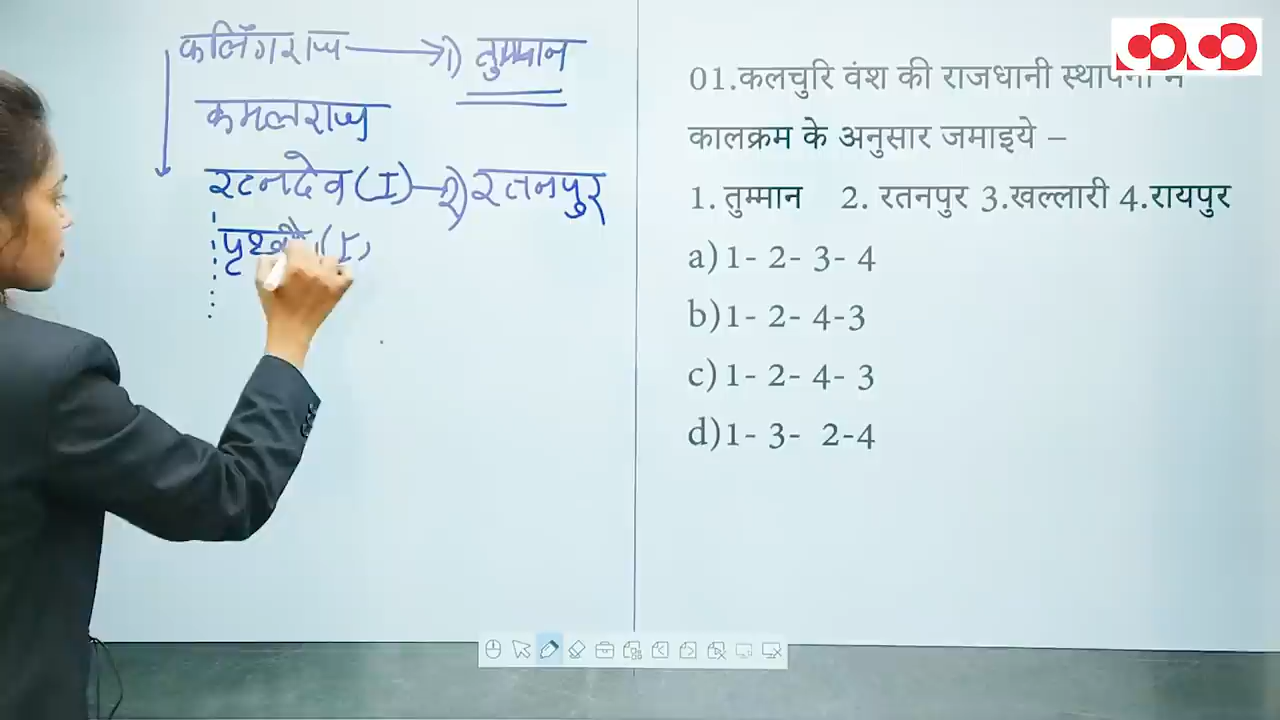 कलिंगराज → 1) तुम्मान
कमलराज
रत्नदेव (I) → 2) रतनपुर
(I)
01.कलचुरि वंश की राजधानी स्थापना में
कालक्रम के अनुसार जमाइये –
1. तुम्मान 2. रतनपुर 3.खल्लारी 4.रायपुर
a) 1- 2- 3- 4
b) 1- 2- 4-3
c) 1- 2- 4- 3
d) 1- 3- 2-4